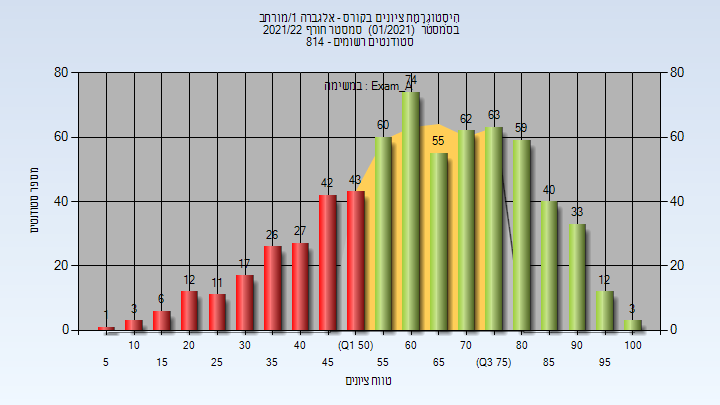 היסטוגרמת ציונים בקורס - אלגברה 1/מורתב
בסמסטר (01/2021) סמסטר חורף 2021/22
סטודנטים רשומים - 814
במשימה : Exam_A
מספר סטודנטים
80 80
60 60
40 40
20 20
0 0
1 3 6 12 11 17 26 27 42 43 60 74 55 62 63 59 40 33 12 3
10 20 30 40 (Q1 50) 60 70 80 90 100
5 15 25 35 45 55 65 (Q3 75) 85 95
טווח ציונים